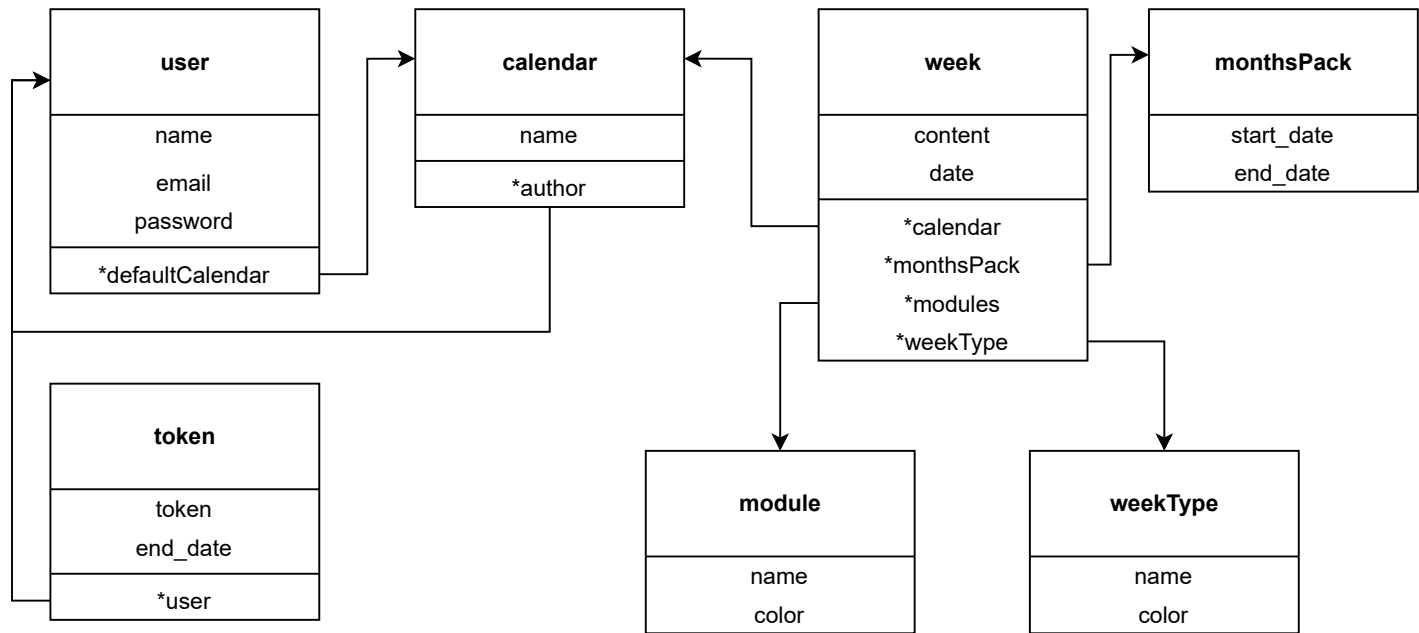 user
name
email
password
*defaultCalendar
calendar
name
*author
week
content
date
*calendar
*monthsPack
*modules
*weekType
monthsPack
start_date
end_date
token
token
end_date
*user
module
name
color
weekType
name
color